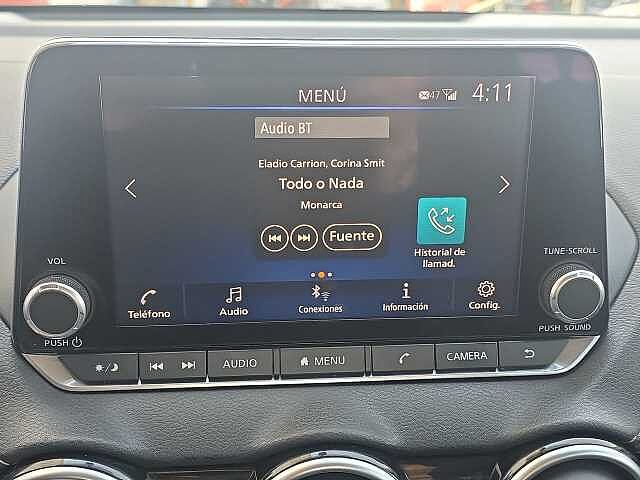 MENÚ
47
4:11
Audio BT
Eladio Carrion, Corina Smit
Todo o Nada
Monarca
Fuente
Historial de
llamad.
Teléfono
Audio
Conexiones
Información
Config.
VOL
PUSH
TUNE-SCROLL
PUSH SOUND
AUDIO
MENU
CAMERA